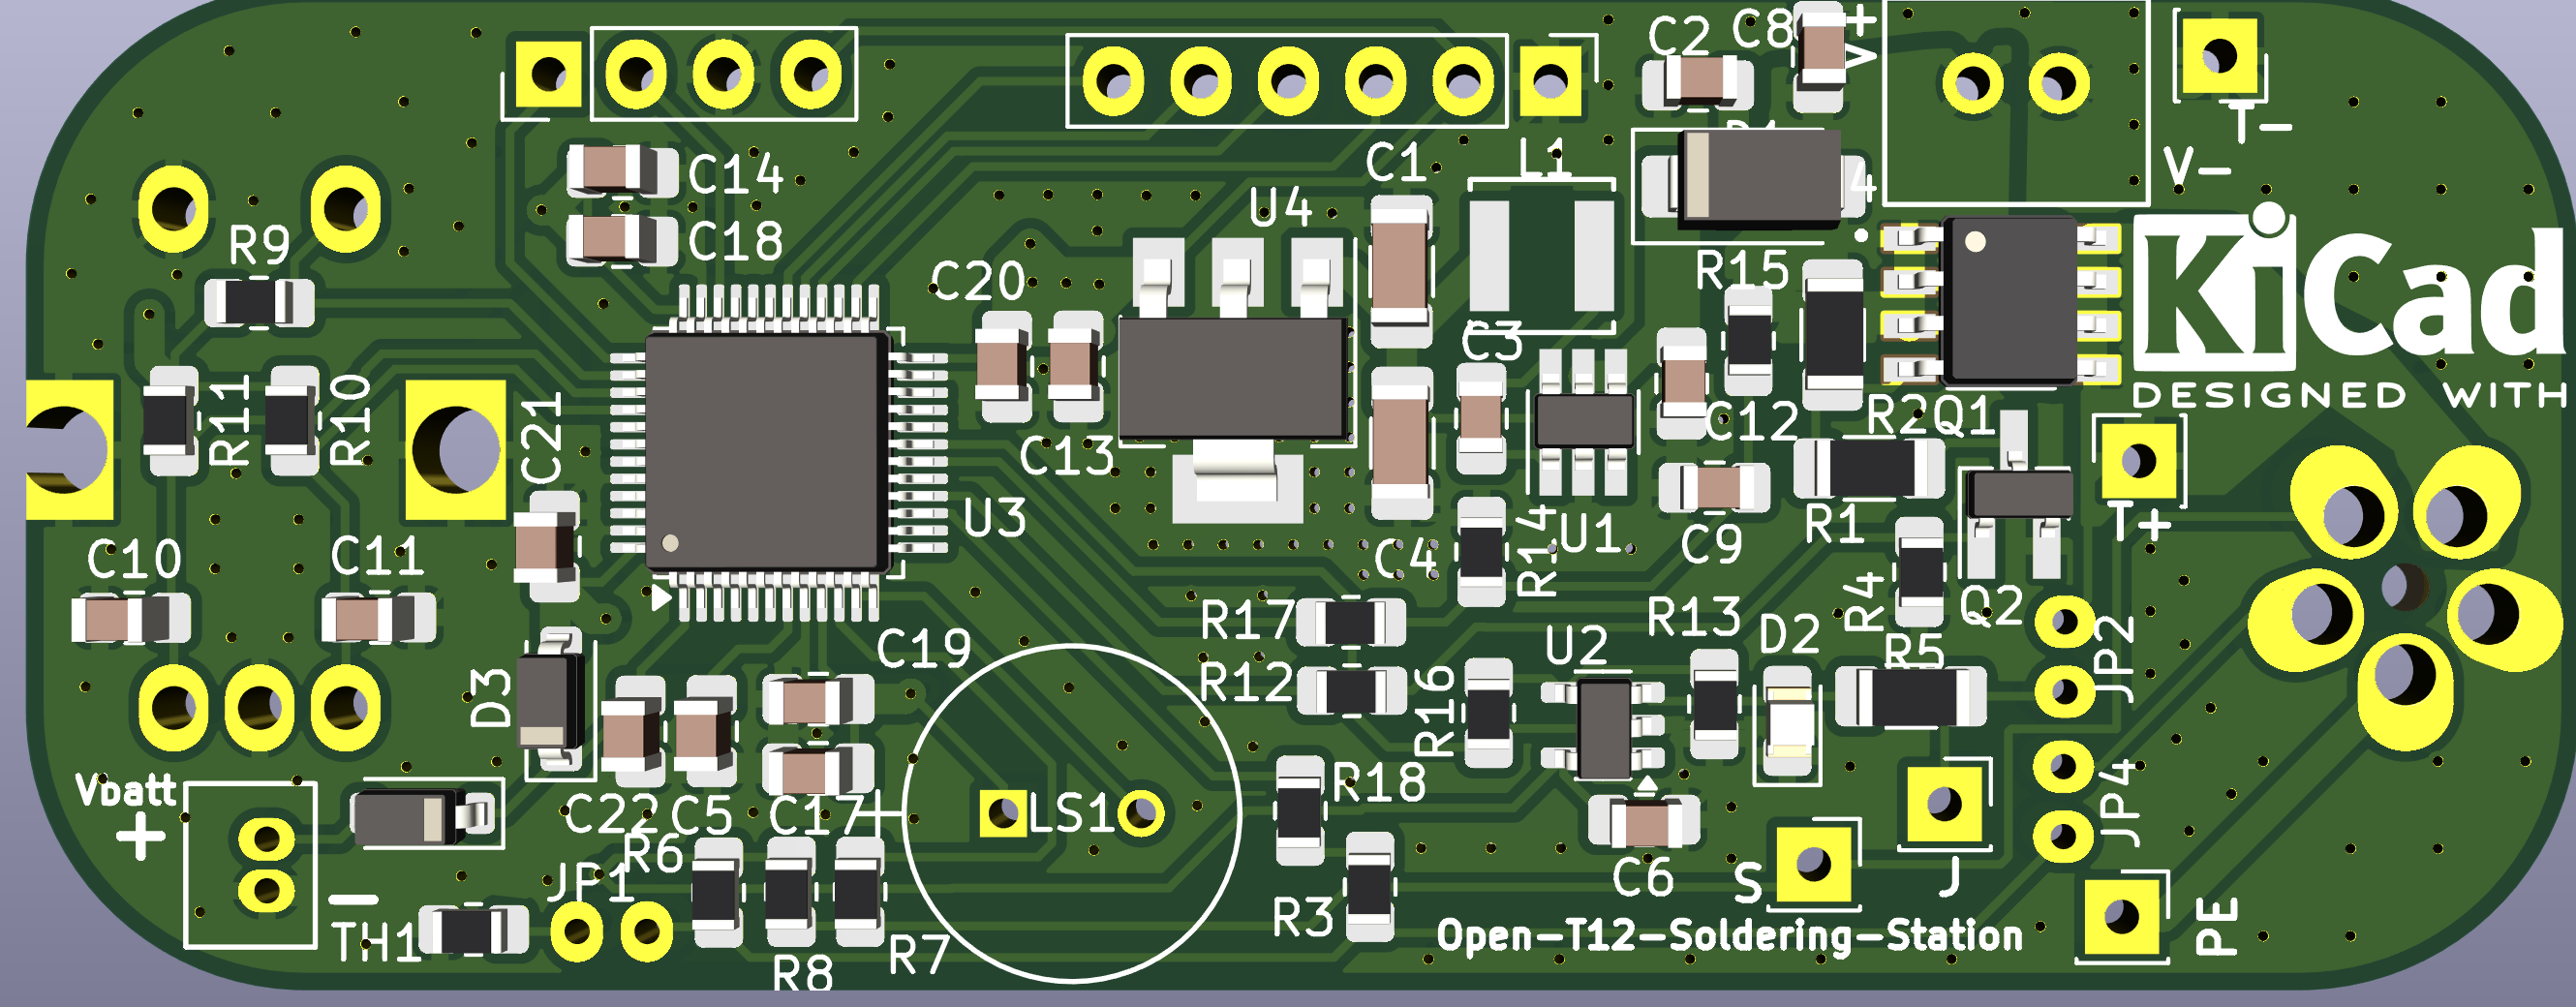 C2
C8
V+
T-
V-
C14
C18
C1
L1
U4
4
R9
C20
R15
KiCad
DESIGNED WITH
C3
R11
R10
C21
C13
C12
R2
Q1
U3
T+
R1
C10
C11
C4
R14
U1
C9
R17
R13
R4
Q2
JP2
C19
U2
D2
R5
R12
R16
D3
Vbatt
+
-
R18
JP4
C22
C5
C17
LS1
R6
JP1
C6
S
J
R3
PE
TH1
R8
R7
Open-T12-Soldering-Station